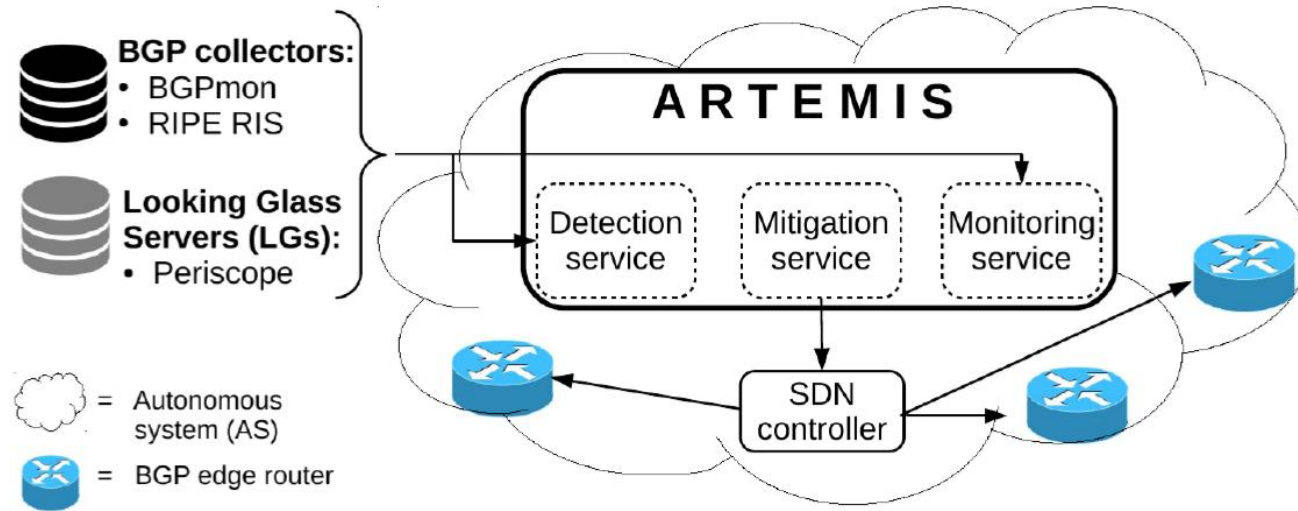 BGP collectors:
• BGPmon
• RIPE RIS
Looking Glass
Servers (LGs):
• Periscope
ARTEMIS
Detection
service
Mitigation
service
Monitoring
service
SDN
controller
= Autonomous
system (AS)
= BGP edge router